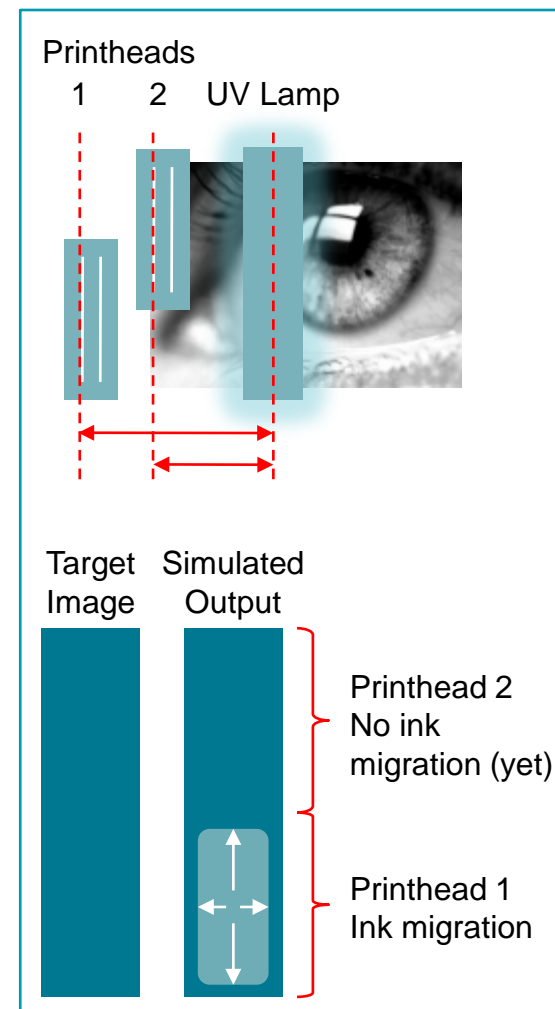 Printheads
1 2 UV Lamp
Target
Image
Simulated
Output
Printhead 2
No ink
migration (yet)
Printhead 1
Ink migration